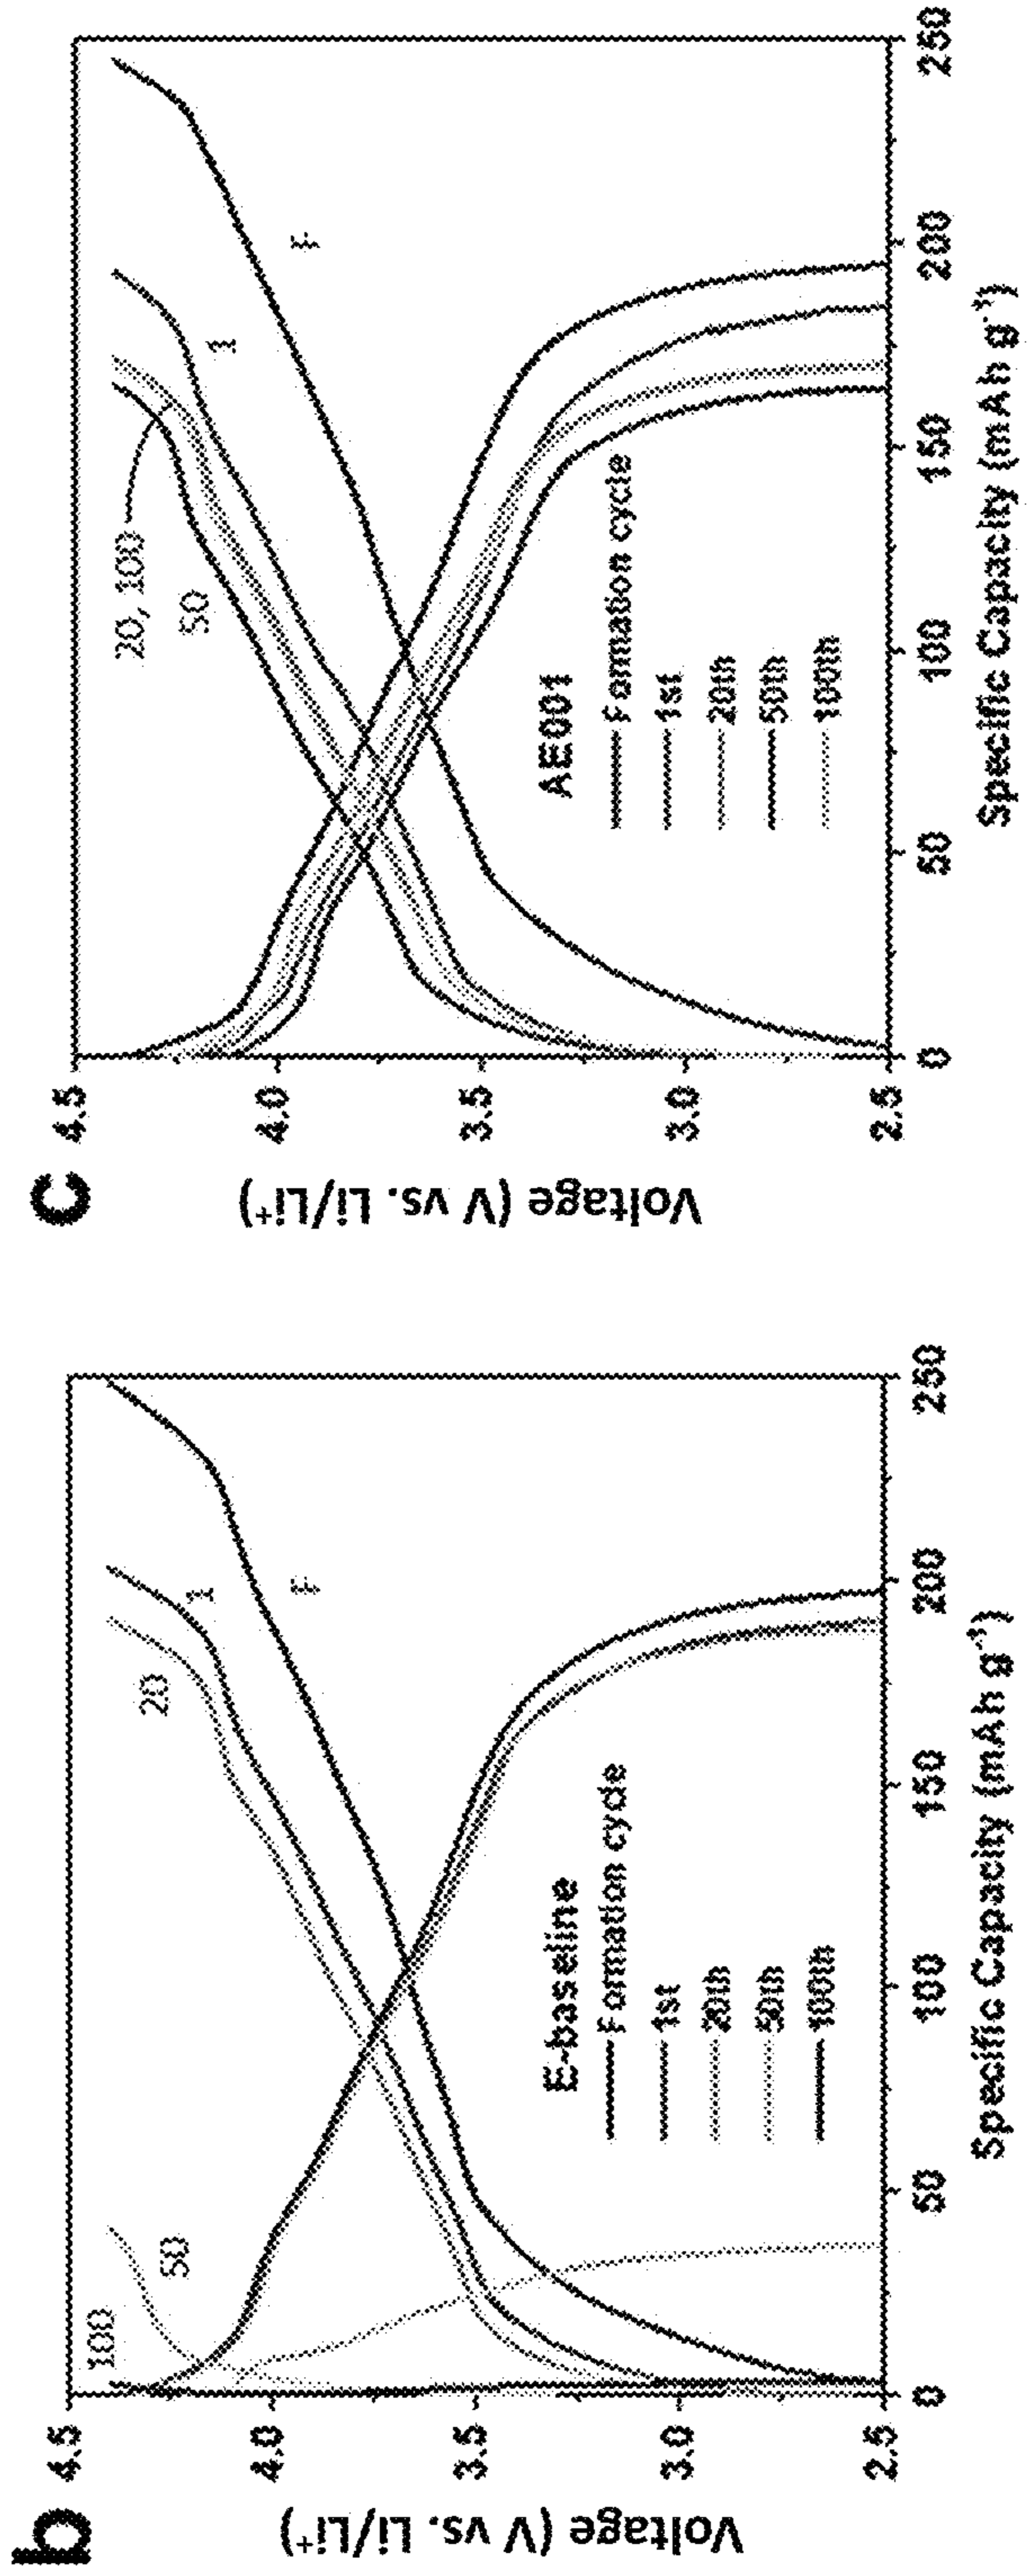 b
Voltage (V vs. Li/Li⁺)
4.5
4.0
3.5
3.0
2.5
100
50
20
1
F
E-baseline
Formation cycle
1st
20th
50th
100th
0
50
100
150
200
250
Specific Capacity (mAh g⁻¹)
c
Voltage (V vs. Li/Li⁺)
4.5
4.0
3.5
3.0
2.5
20, 100
50
1
F
AE001
Formation cycle
1st
20th
50th
100th
0
50
100
150
200
250
Specific Capacity (mAh g⁻¹)